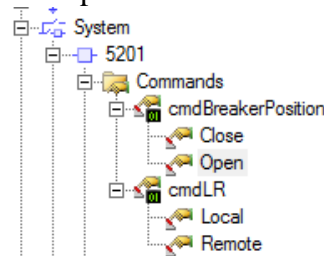 System
5201
Commands
cmdBreakerPosition
Close
Open
cmdLR
Local
Remote